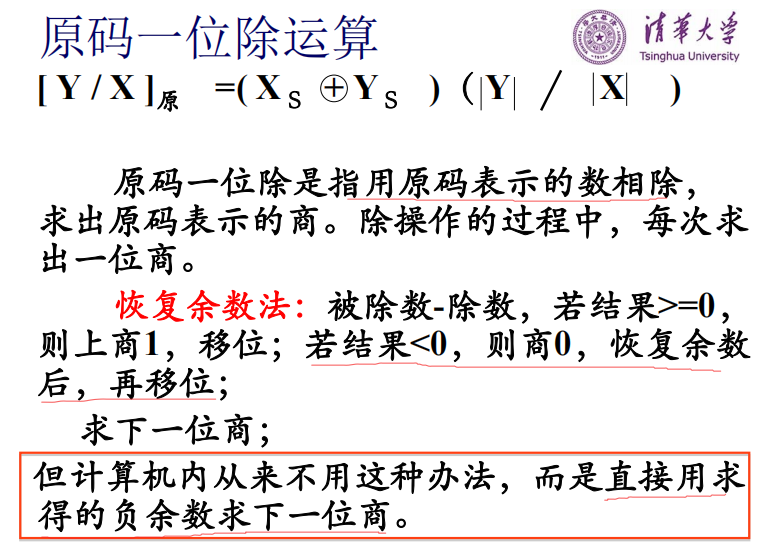 原码一位除运算
清華大学
Tsinghua University
[ Y / X ]原 =( XS ⊕YS )（|Y| ／ |X| )
原码一位除是指用原码表示的数相除，
求出原码表示的商。除操作的过程中，每次求
出一位商。
恢复余数法：被除数-除数，若结果>=0，
则上商1，移位；若结果<0，则商0，恢复余数
后，再移位；
求下一位商；
但计算机内从来不用这种办法，而是直接用求
得的负余数求下一位商。